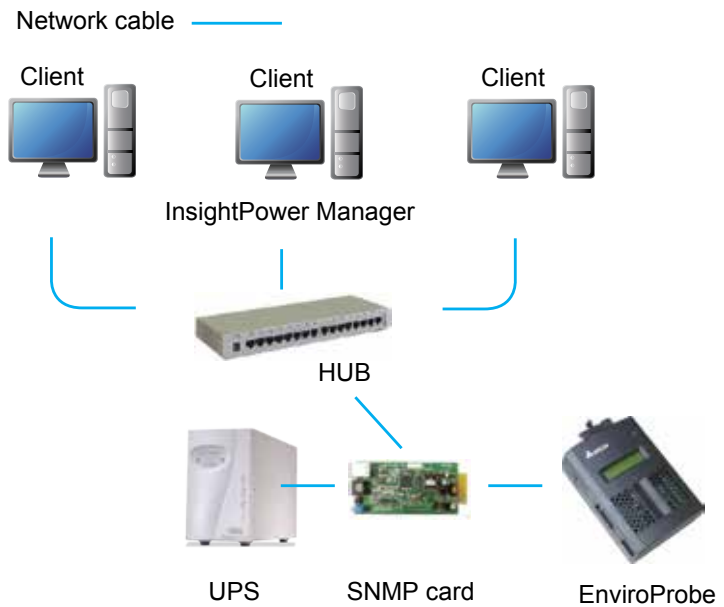 Network cable
Client
Client
Client
InsightPower Manager
HUB
UPS
SNMP card
EnviroProbe